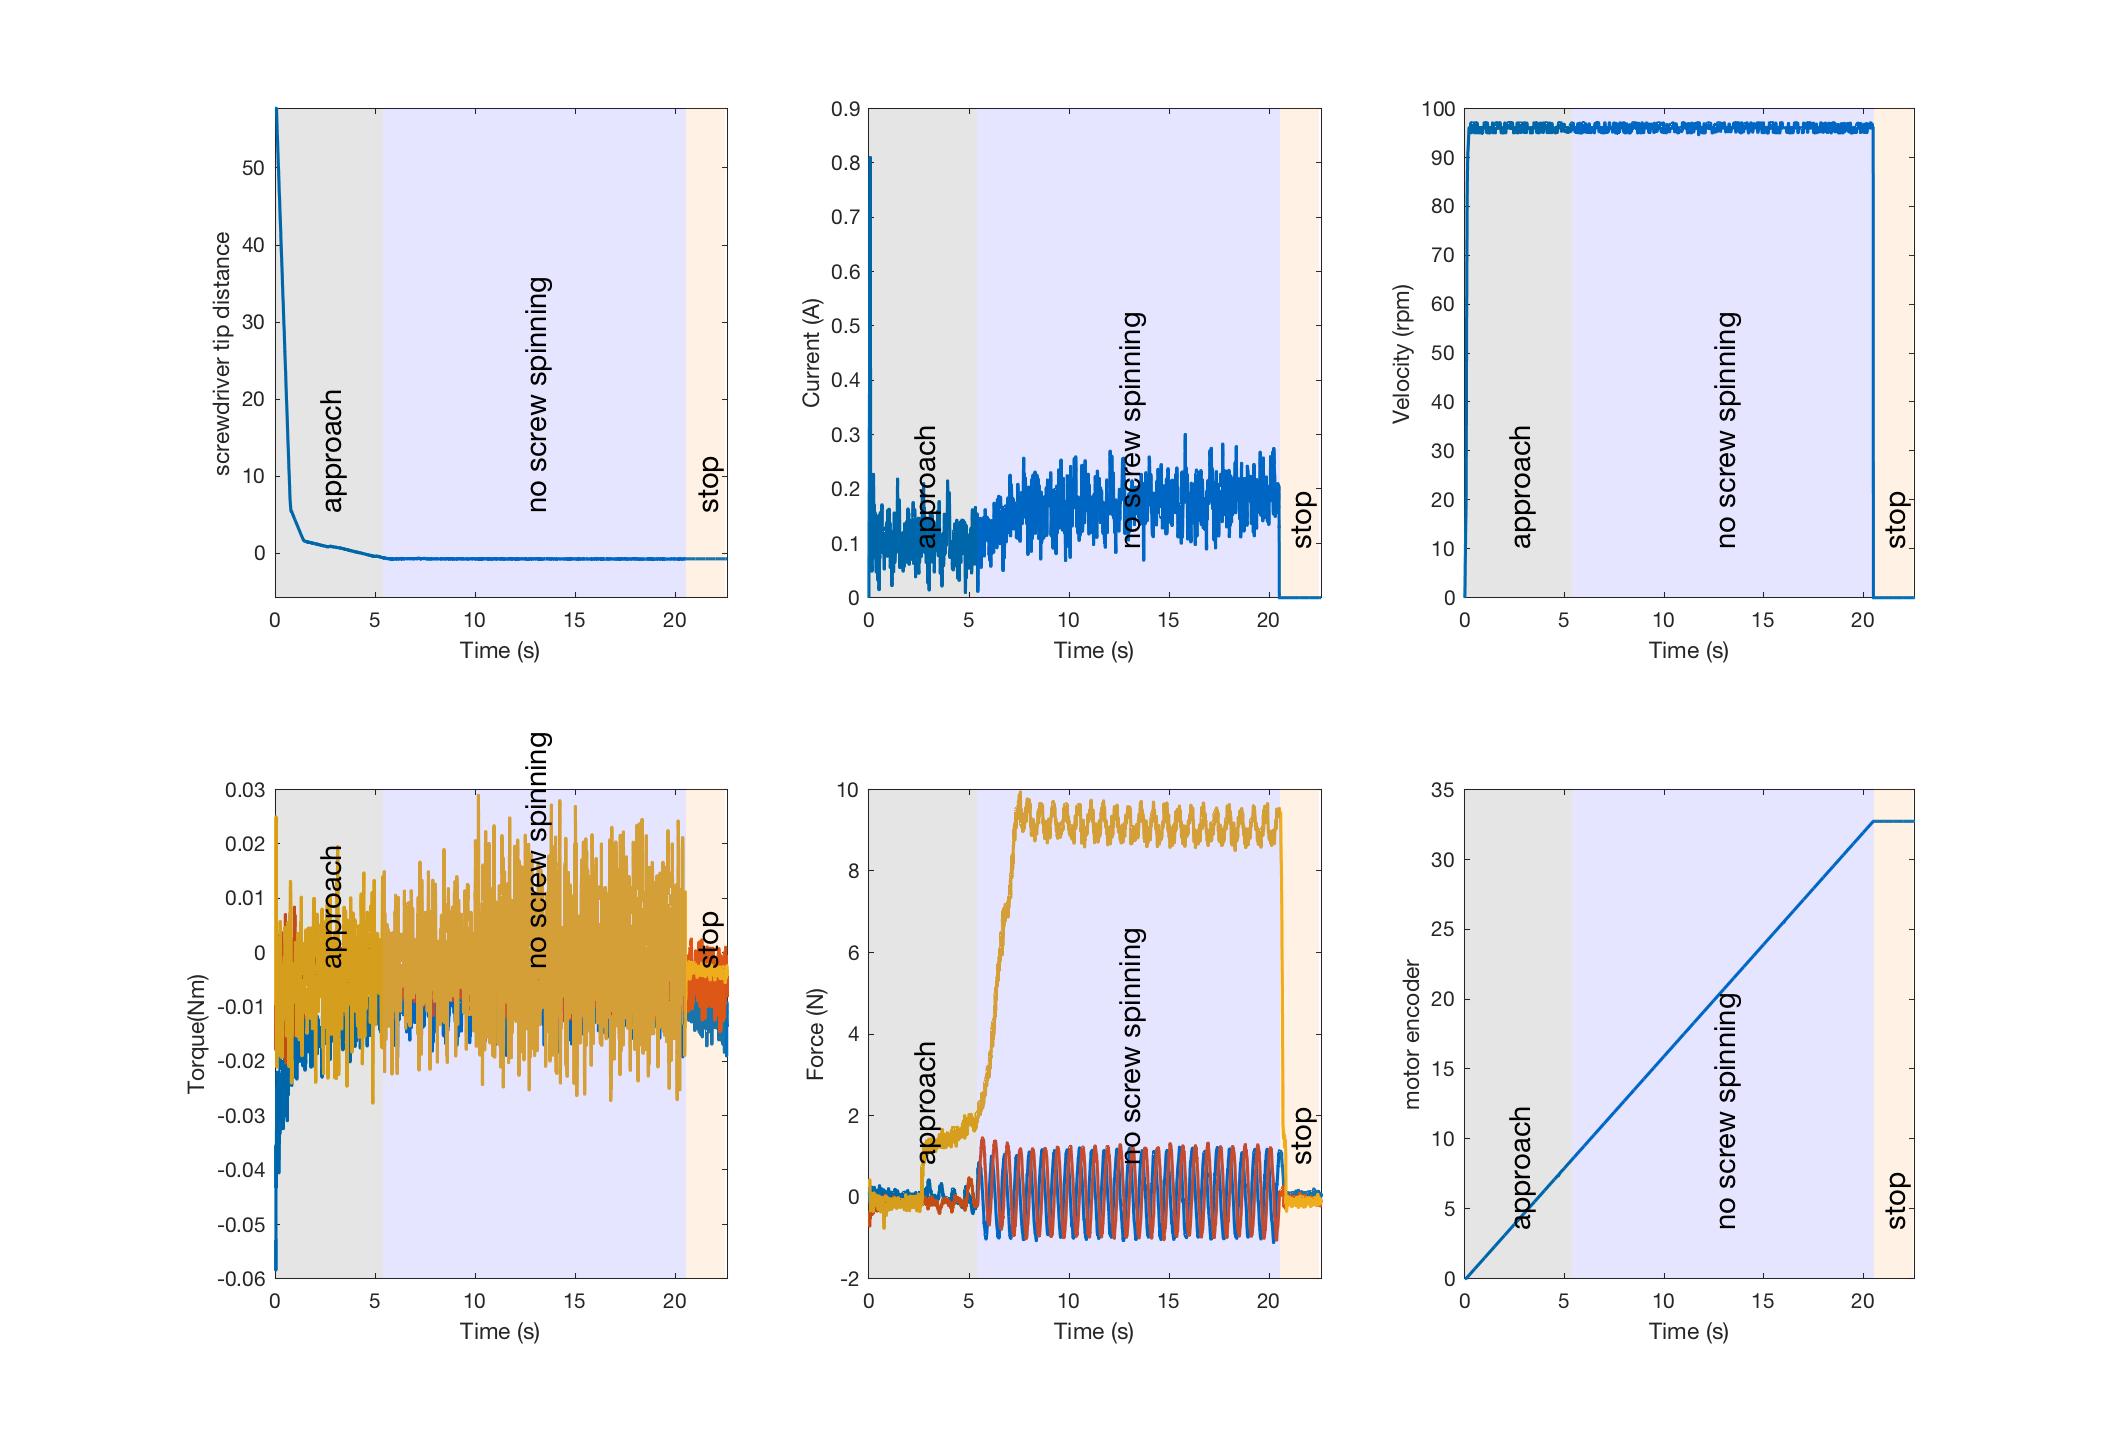 screwdriver tip distance
50
40
30
20
10
0
0 5 10 15 20
Time (s)
approach
no screw spinning
stop
Current (A)
0.9
0.8
0.7
0.6
0.5
0.4
0.3
0.2
0.1
0
0 5 10 15 20
Time (s)
approach
no screw spinning
stop
Velocity (rpm)
100
90
80
70
60
50
40
30
20
10
0
0 5 10 15 20
Time (s)
approach
no screw spinning
stop
Torque(Nm)
0.03
0.02
0.01
0
-0.01
-0.02
-0.03
-0.04
-0.05
-0.06
0 5 10 15 20
Time (s)
approach
no screw spinning
stop
Force (N)
10
8
6
4
2
0
-2
0 5 10 15 20
Time (s)
approach
no screw spinning
stop
motor encoder
35
30
25
20
15
10
5
0
0 5 10 15 20
Time (s)
approach
no screw spinning
stop